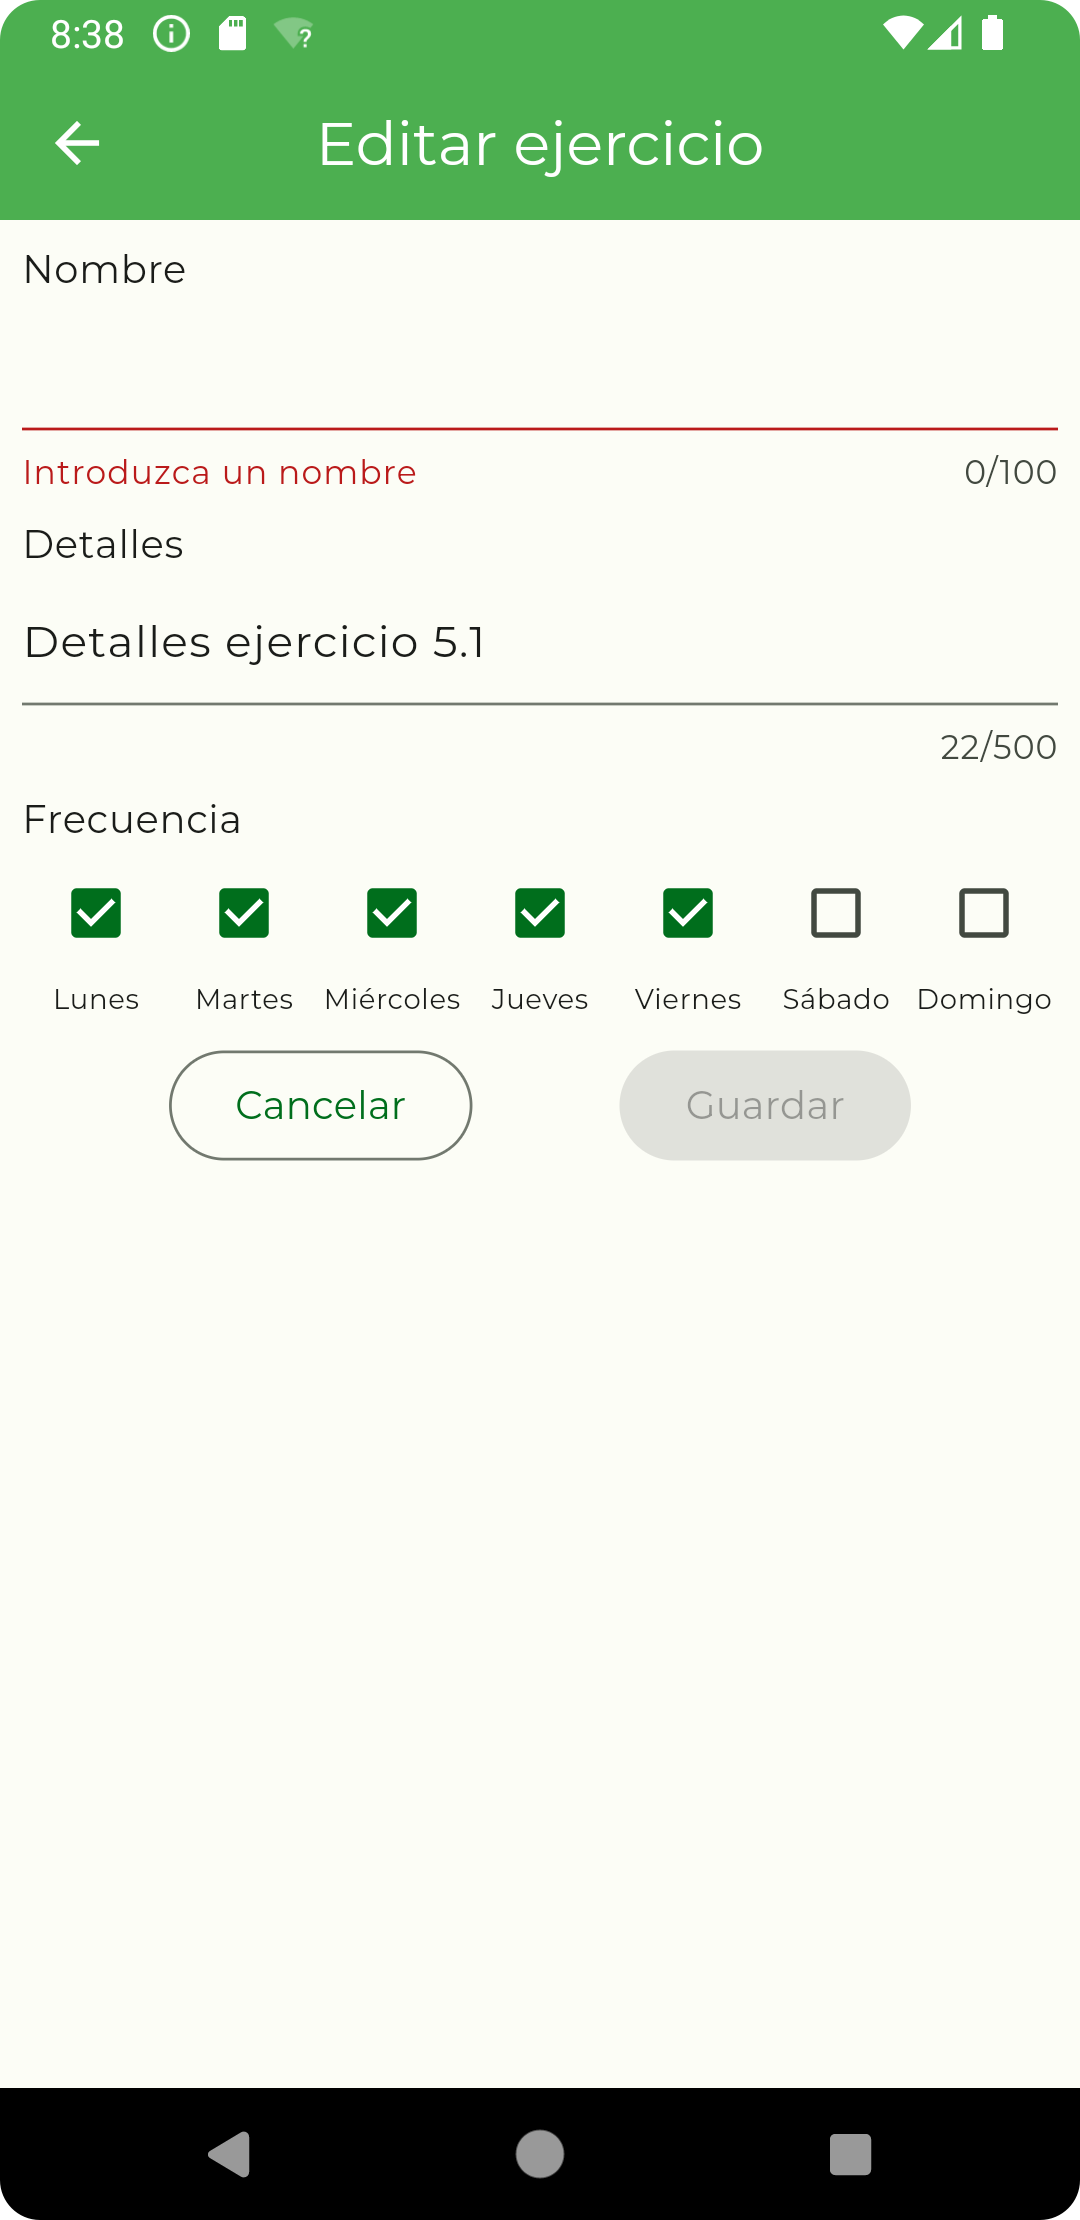 8:38
Editar ejercicio
Nombre
Introduzca un nombre 0/100
Detalles
Detalles ejercicio 5.1
22/500
Frecuencia
Lunes Martes Miércoles Jueves Viernes Sábado Domingo
Cancelar Guardar